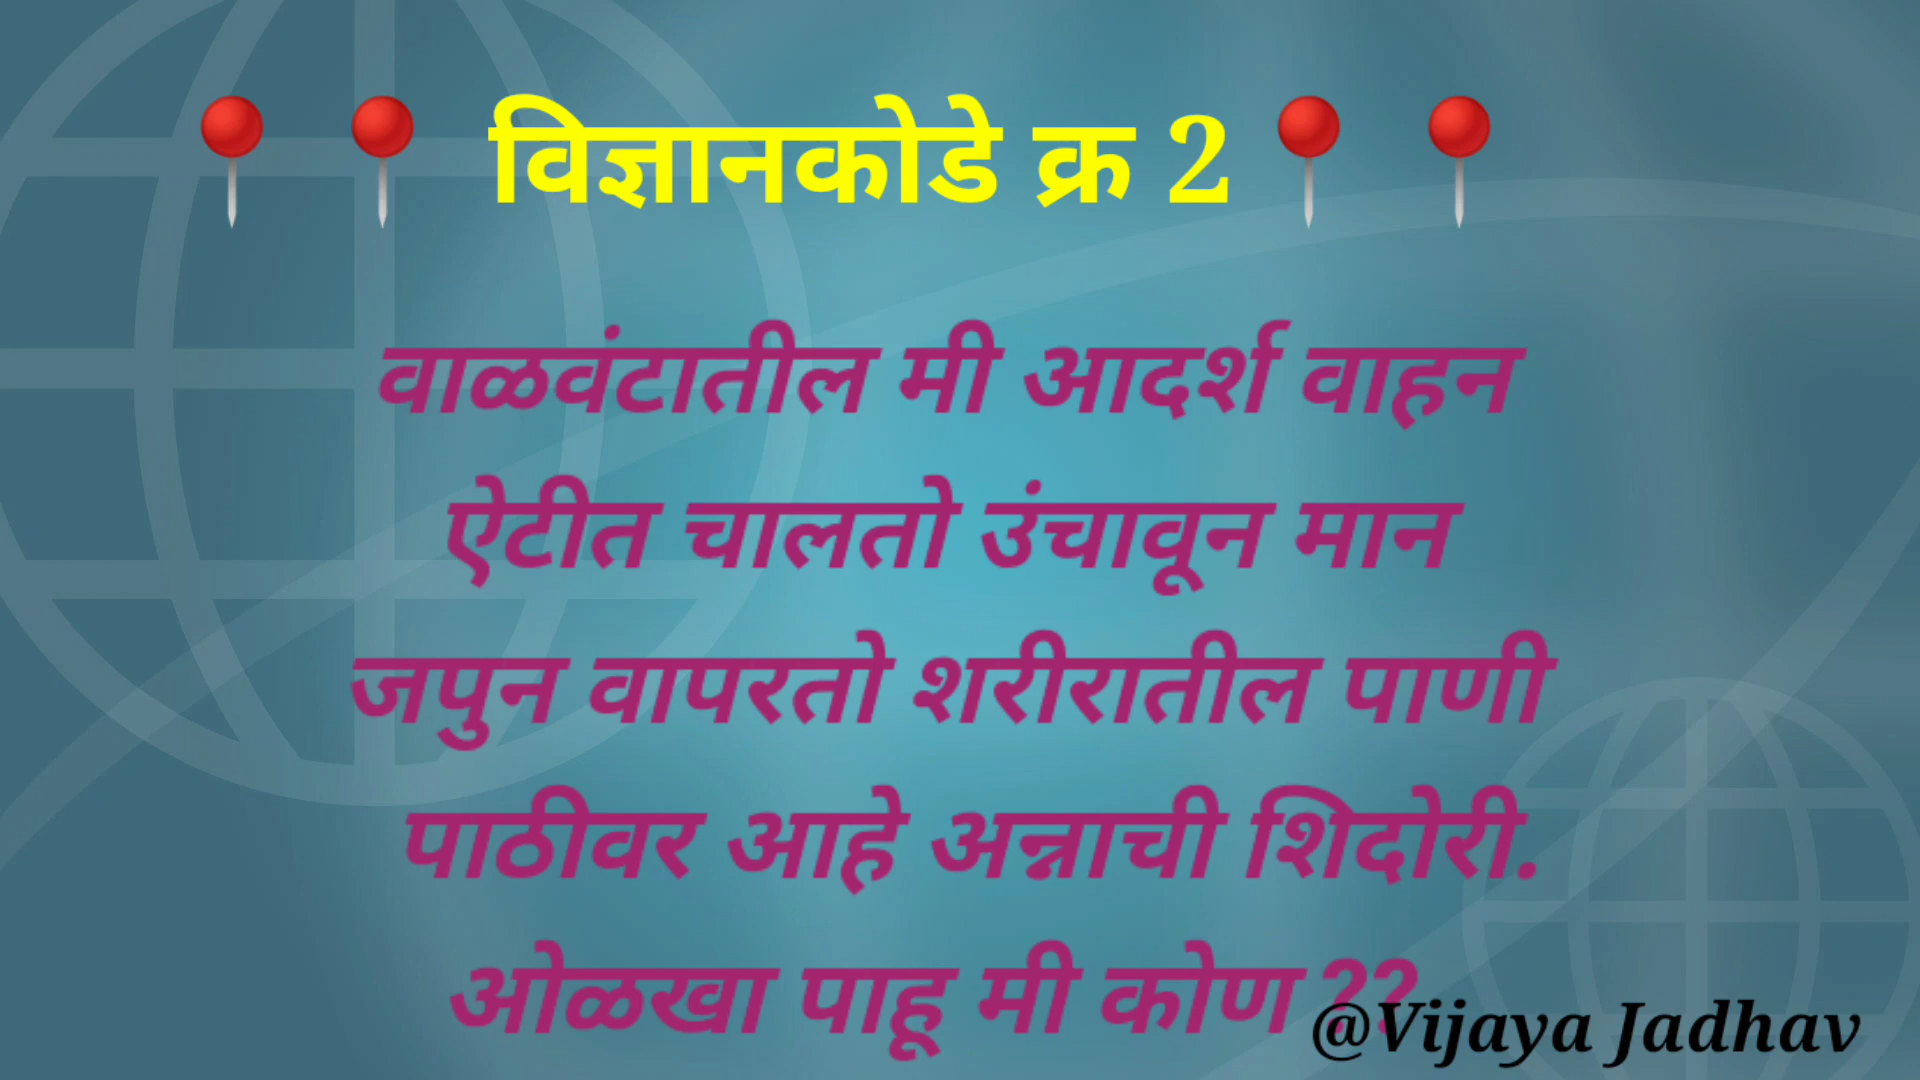 📍 📍 विज्ञानकोडे क्र 2 📍 📍
वाळवंटातील मी आदर्श वाहन
ऐटीत चालतो उंचावून मान
जपुन वापरतो शरीरातील पाणी
पाठीवर आहे अन्नाची शिदोरी.
ओळखा पाहू मी कोण ??
@Vijaya Jadhav